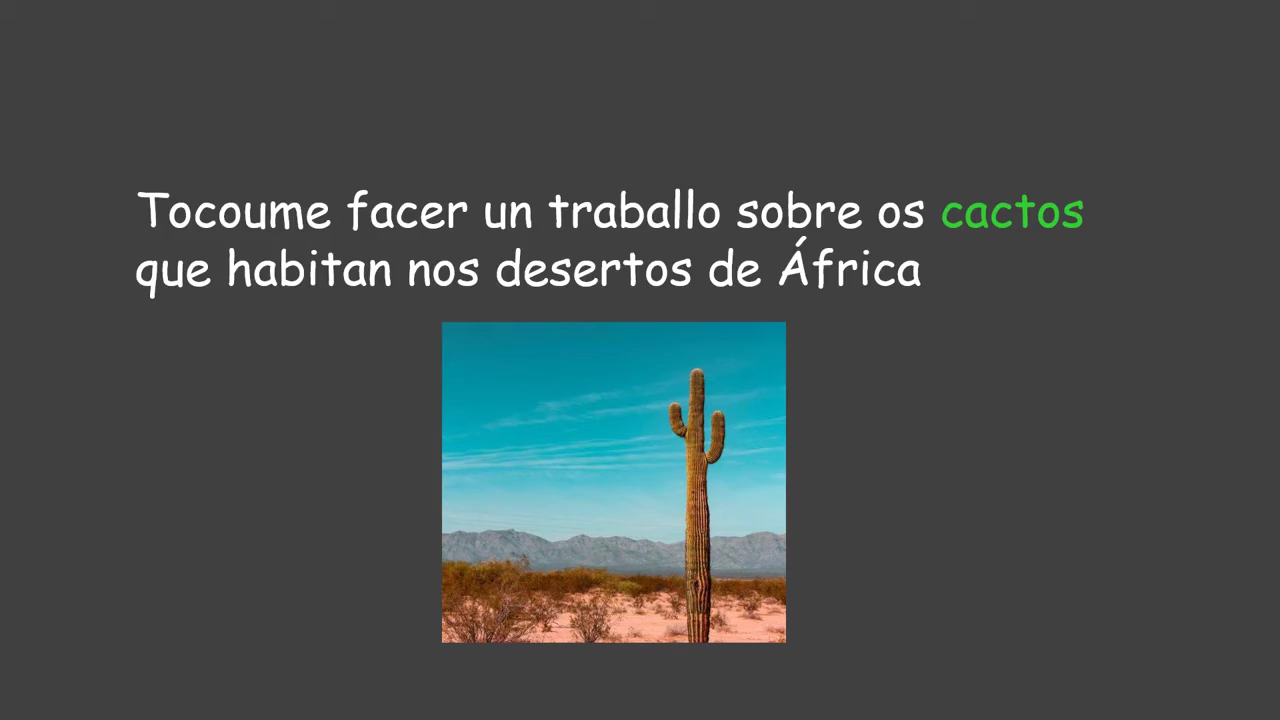 Tocoume facer un traballo sobre os cactos
que habitan nos desertos de África